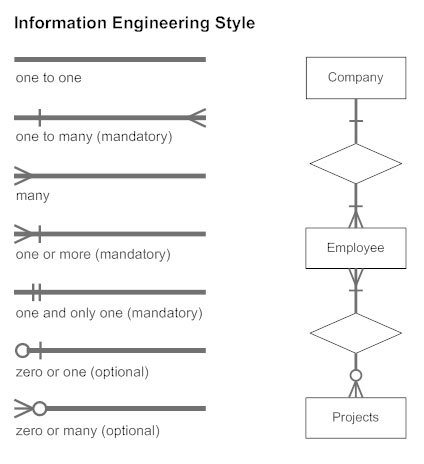 Information Engineering Style
one to one
one to many (mandatory)
many
one or more (mandatory)
one and only one (mandatory)
zero or one (optional)
zero or many (optional)
Company
Employee
Projects